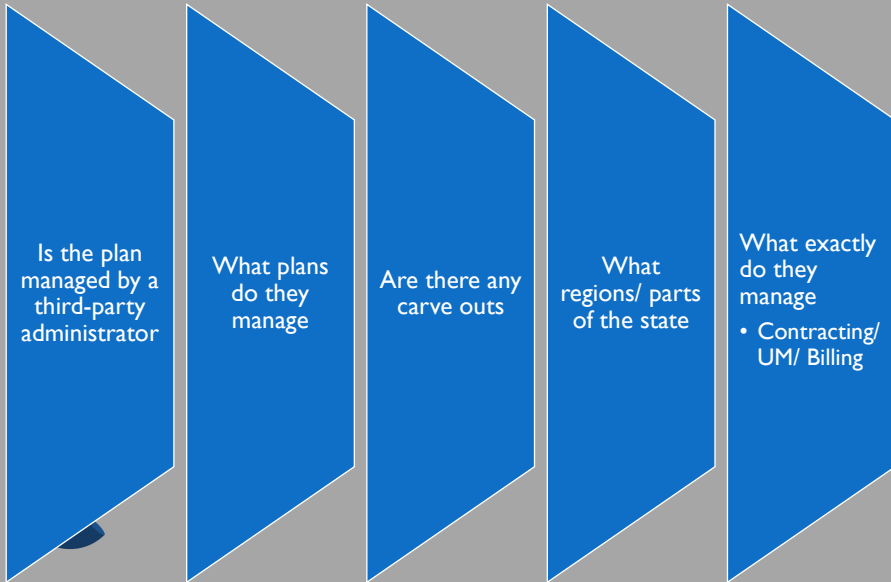 Is the plan
managed by a
third-party
administrator
What plans
do they
manage
Are there any
carve outs
What
regions/ parts
of the state
What exactly
do they
manage
• Contracting/
UM/ Billing